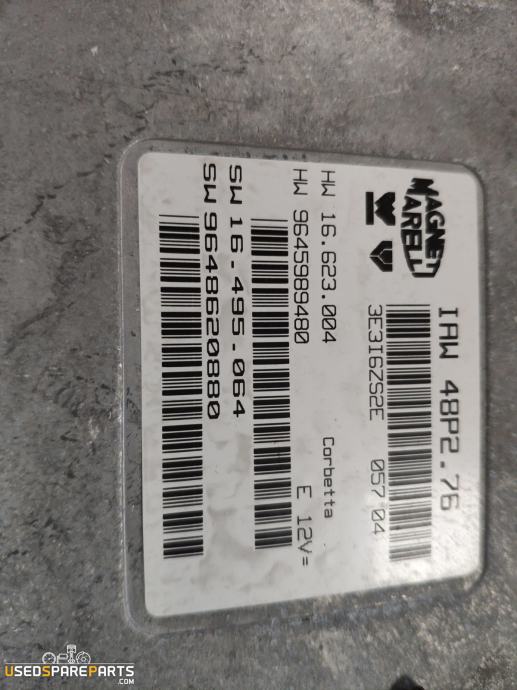 MAGNETI
MARELLI
IAW 48P2.76
3E3I6ZS2E 057 04
HW 16.623.004
Corbetta
HW 9645989480
E 12V=
SW 16.495.064
SW 9648620880
USEDSPAREPARTS
.COM